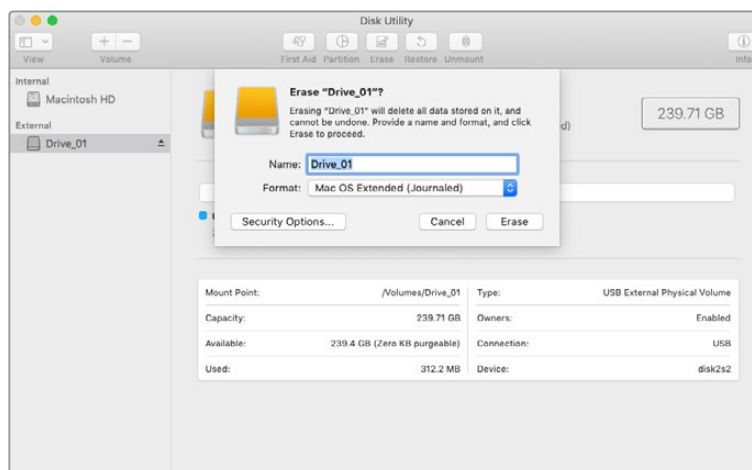 Disk Utility
View
Volume
First Aid Partition Erase Restore Unmount
Info
Internal
Macintosh HD
External
Drive_01
Erase “Drive_01”?
Erasing “Drive_01” will delete all data stored on it, and
cannot be undone. Provide a name and format, and click
Erase to proceed.
Name: Drive_01
Format: Mac OS Extended (Journaled)
Security Options... Cancel Erase
239.71 GB
Mount Point: /Volumes/Drive_01
Type: USB External Physical Volume
Capacity: 239.71 GB
Owners: Enabled
Available: 239.4 GB (Zero KB purgeable)
Connection: USB
Used: 312.2 MB
Device: disk2s2